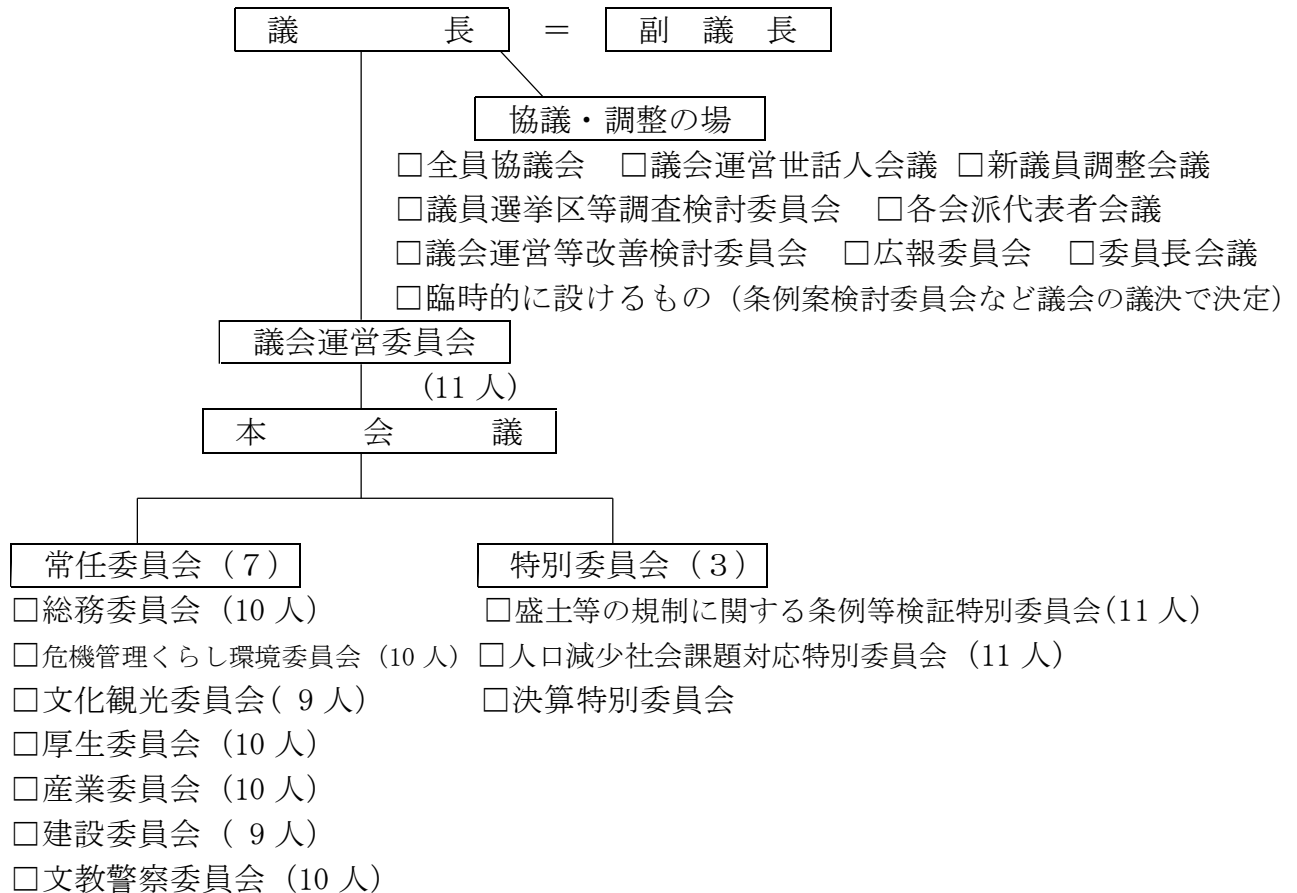 議　　　　長 ＝ 副　議　長
協議・調整の場
□全員協議会　□議会運営世話人会議 □新議員調整会議
□議員選挙区等調査検討委員会　□各会派代表者会議
□議会運営等改善検討委員会　□広報委員会　□委員長会議
□臨時的に設けるもの（条例案検討委員会など議会の議決で決定）
議会運営委員会
(11 人)
本　　　会　　　議
常任委員会（７） 特別委員会（３）
□総務委員会（10 人） □盛土等の規制に関する条例等検証特別委員会(11 人)
□危機管理くらし環境委員会（10 人） □人口減少社会課題対応特別委員会（11 人）
□文化観光委員会( 9 人） □決算特別委員会
□厚生委員会（10 人）
□産業委員会（10 人）
□建設委員会（ 9 人）
□文教警察委員会（10 人）